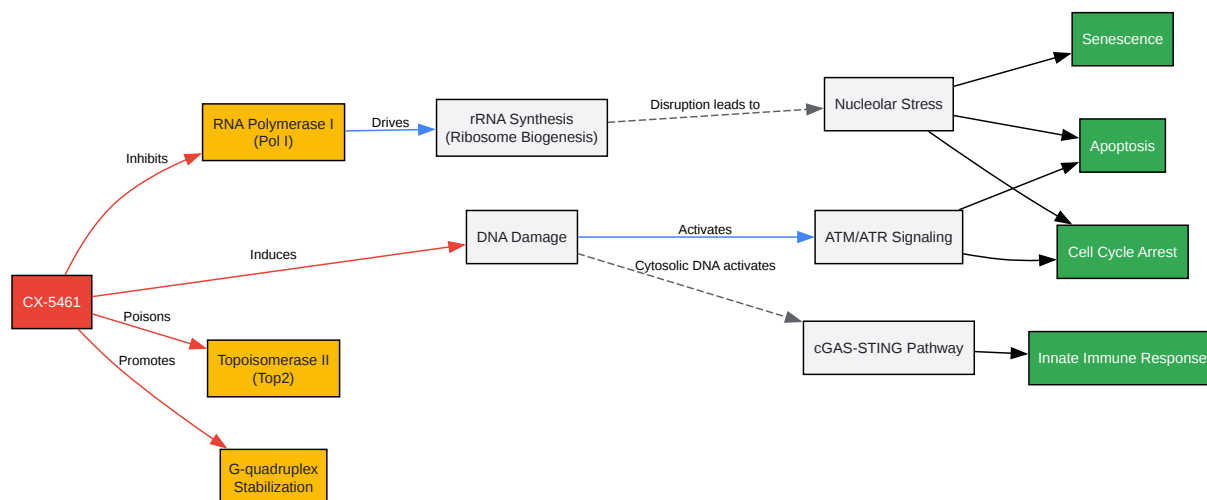 Senescence
Nucleolar Stress
Disruption leads to
RNA Polymerase I
(Pol I)
Drives
rRNA Synthesis
(Ribosome Biogenesis)
Apoptosis
Inhibits
DNA Damage
Activates
ATM/ATR Signaling
Induces
Cytosolic DNA activates
Cell Cycle Arrest
CX-5461
Poisons
Topoisomerase II
(Top2)
Promotes
cGAS-STING Pathway
Innate Immune Response
G-quadruplex
Stabilization